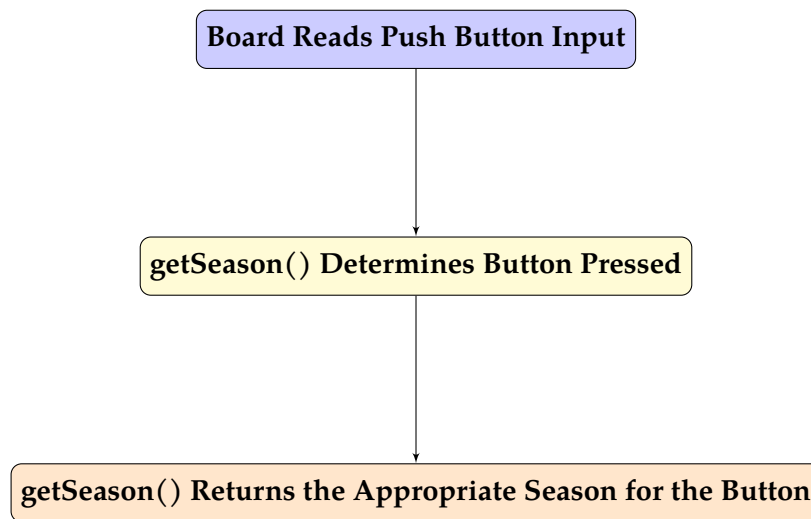 Board Reads Push Button Input
getSeason() Determines Button Pressed
getSeason() Returns the Appropriate Season for the Button